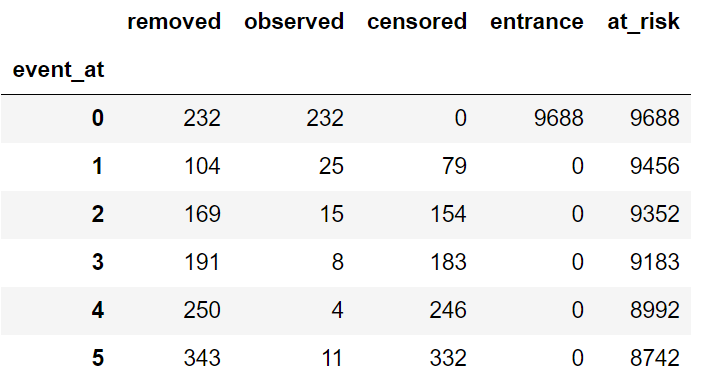 removed observed censored entrance at_risk
event_at
0 232 232 0 9688 9688
1 104 25 79 0 9456
2 169 15 154 0 9352
3 191 8 183 0 9183
4 250 4 246 0 8992
5 343 11 332 0 8742